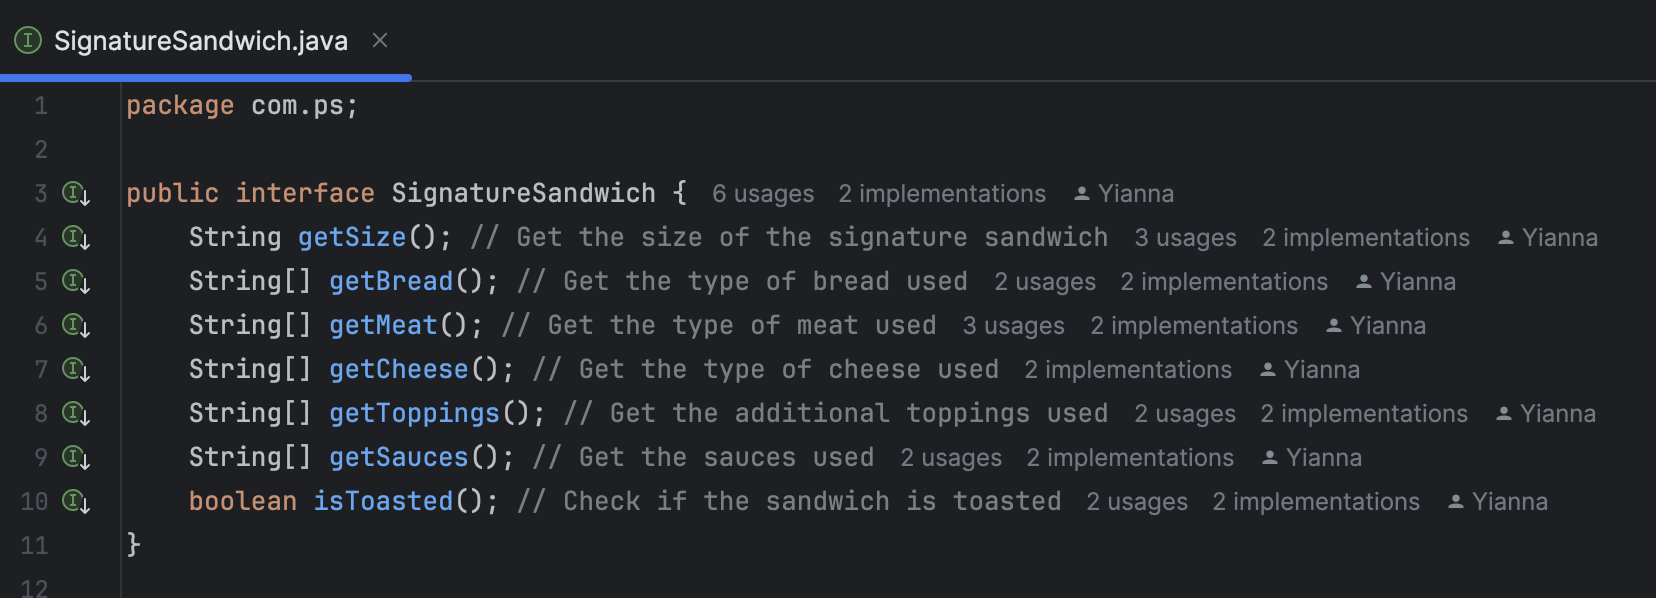 SignatureSandwich.java
1 package com.ps;
2
3 public interface SignatureSandwich { 6 usages 2 implementations Yianna
4 String getSize(); // Get the size of the signature sandwich 3 usages 2 implementations Yianna
5 String[] getBread(); // Get the type of bread used 2 usages 2 implementations Yianna
6 String[] getMeat(); // Get the type of meat used 3 usages 2 implementations Yianna
7 String[] getCheese(); // Get the type of cheese used 2 implementations Yianna
8 String[] getToppings(); // Get the additional toppings used 2 usages 2 implementations Yianna
9 String[] getSauces(); // Get the sauces used 2 usages 2 implementations Yianna
10 boolean isToasted(); // Check if the sandwich is toasted 2 usages 2 implementations Yianna
11 }
12